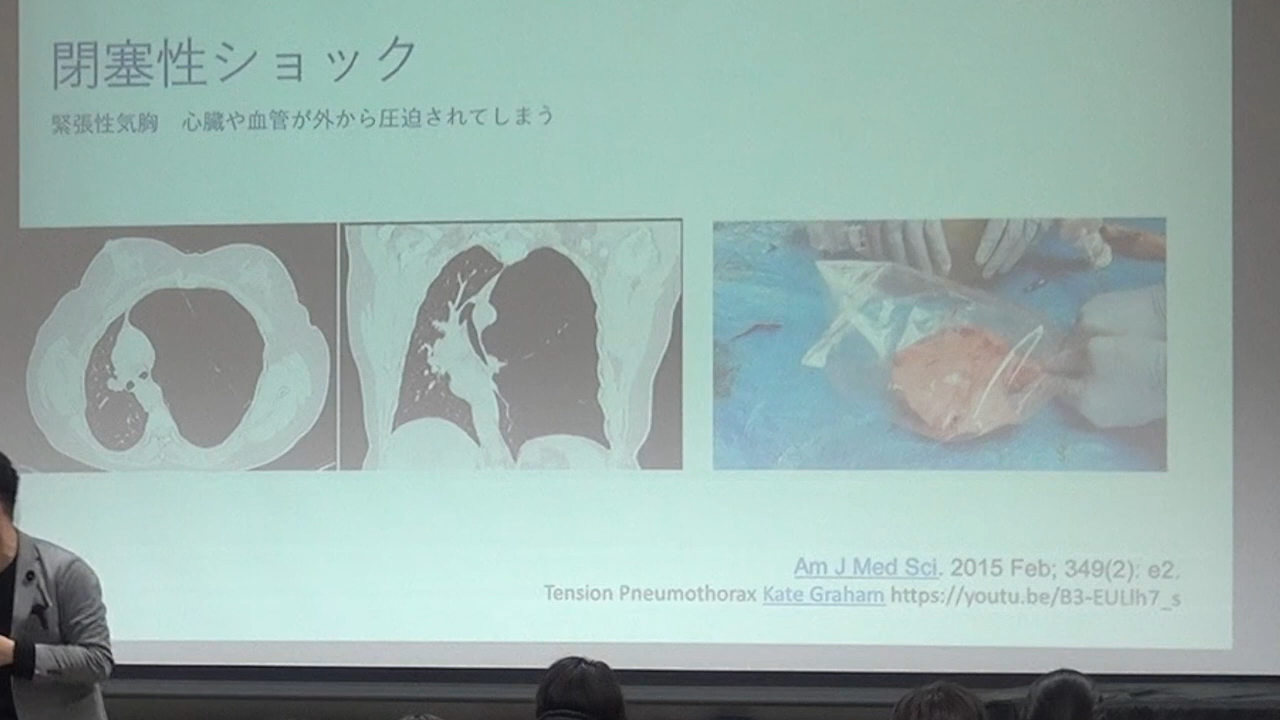 閉塞性ショック
緊張性気胸 心臓や血管が外から圧迫されてしまう
Am J Med Sci. 2015 Feb; 349(2): e2.
Tension Pneumothorax Kate Graham https://youtu.be/B3-EULlh7_s